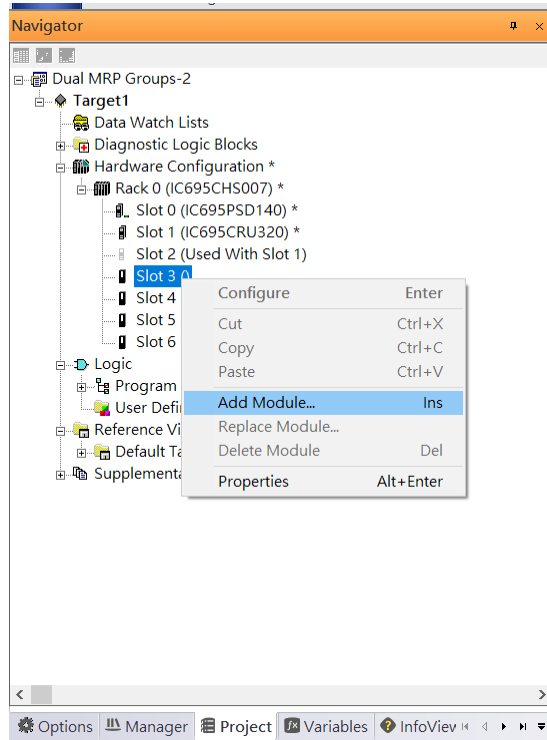 Navigator
Dual MRP Groups-2
Target1
Data Watch Lists
Diagnostic Logic Blocks
Hardware Configuration *
Rack 0 (IC695CHS007) *
Slot 0 (IC695PSD140) *
Slot 1 (IC695CRU320) *
Slot 2 (Used With Slot 1)
Slot 3 ()
Slot 4
Slot 5
Slot 6
Logic
Program
User Defi
Reference Vi
Default Ta
Supplementa
Configure Enter
Cut Ctrl+X
Copy Ctrl+C
Paste Ctrl+V
Add Module... Ins
Replace Module...
Delete Module Del
Properties Alt+Enter
Options Manager Project Variables InfoView